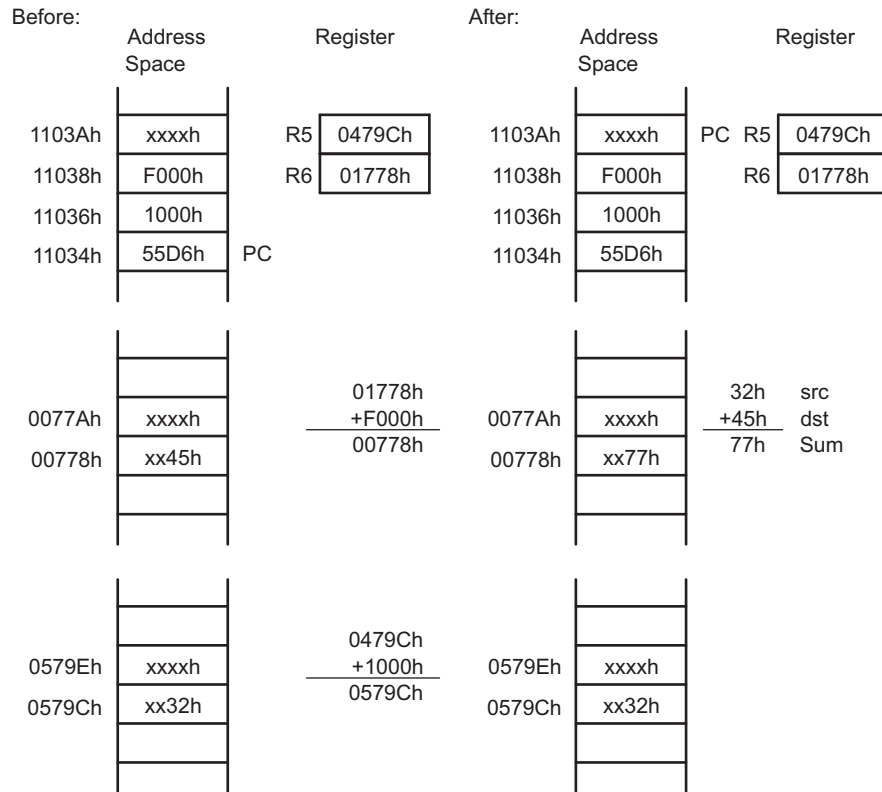 Before:
Address Space
Register
1103Ah xxxxh R5 0479Ch
11038h F000h R6 01778h
11036h 1000h
11034h 55D6h PC
01778h
0077Ah xxxxh +F000h
00778h xx45h 00778h
0479Ch
0579Eh xxxxh +1000h
0579Ch xx32h 0579Ch
After:
Address Space
Register
1103Ah xxxxh PC R5 0479Ch
11038h F000h R6 01778h
11036h 1000h
11034h 55D6h
32h src
0077Ah xxxxh +45h dst
00778h xx77h 77h Sum
0579Eh xxxxh
0579Ch xx32h